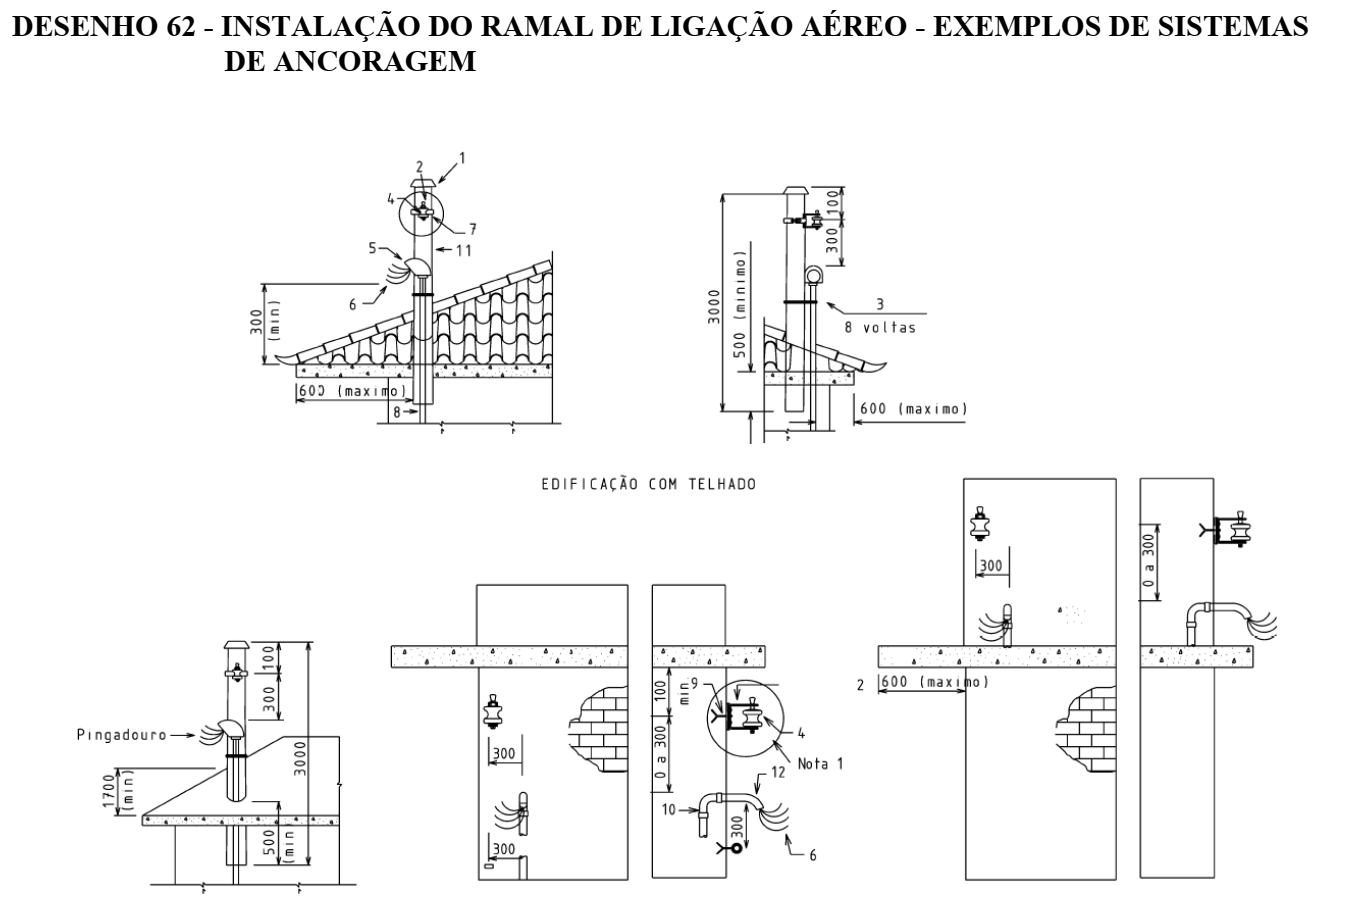 DESENHO 62 - INSTALAÇÃO DO RAMAL DE LIGAÇÃO AÉREO - EXEMPLOS DE SISTEMAS
DE ANCORAGEM
1
2
4
7
5
11
6
300
(min)
600 (maximo)
8
100
300
3000
500 (minimo)
3
8 voltas
600 (maximo)
EDIFICAÇÃO COM TELHADO
100
300
3000
Pingadouro
1700
(min)
500
(min)
300
300
100
min
0 a 300
9
4
Nota 1
12
10
300
6
300
0 a 300
2
600 (maximo)